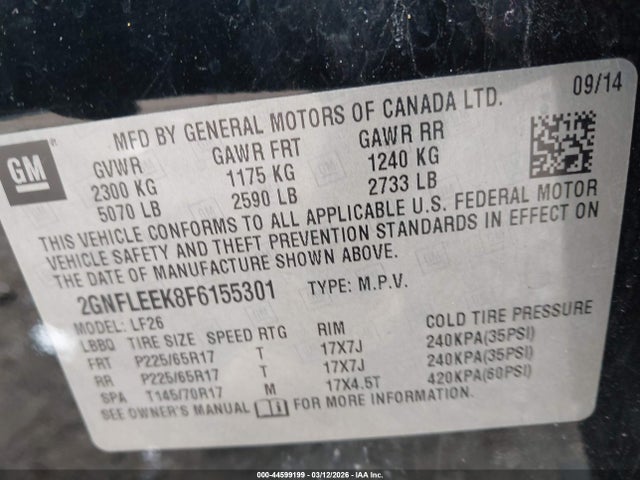 09/14
GM
MFD BY GENERAL MOTORS OF CANADA LTD.
GVWR GAWR FRT GAWR RR
2300 KG 1175 KG 1240 KG
5070 LB 2590 LB 2733 LB
THIS VEHICLE CONFORMS TO ALL APPLICABLE U.S. FEDERAL MOTOR
VEHICLE SAFETY AND THEFT PREVENTION STANDARDS IN EFFECT ON
THE DATE OF MANUFACTURE SHOWN ABOVE.
2GNFLEEK8F6155301 TYPE: M.P.V.
MODEL: LF26
LBBQ TIRE SIZE SPEED RTG RIM COLD TIRE PRESSURE
FRT P225/65R17 T 17X7J 240KPA(35PSI)
RR P225/65R17 T 17X7J 240KPA(35PSI)
SPA T145/70R17 M 17X4.5T 420KPA(60PSI)
SEE OWNER'S MANUAL FOR MORE INFORMATION.
000-44599199 | 03/12/2026 - IAA Inc.